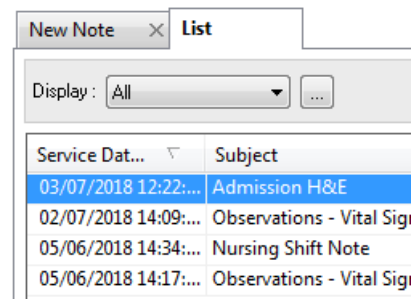 New Note × List
Display : All ...
Service Dat... Subject
03/07/2018 12:22:... Admission H&E
02/07/2018 14:09:... Observations - Vital Sig
05/06/2018 14:34:... Nursing Shift Note
05/06/2018 14:17:... Observations - Vital Sig